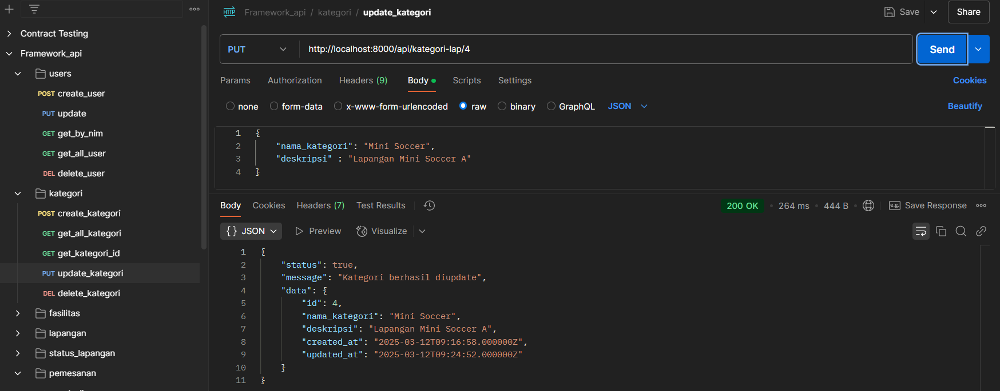 Contract Testing
Framework_api
users
POST create_user
PUT update
GET get_by_nim
GET get_all_user
DEL delete_user
kategori
POST create_kategori
GET get_all_kategori
GET get_kategori_id
PUT update_kategori
DEL delete_kategori
fasilitas
lapangan
status_lapangan
pemesanan
HTTP Framework_api / kategori / update_kategori
Save Share
PUT http://localhost:8000/api/kategori-lap/4 Send
Params Authorization Headers (9) Body Scripts Settings Cookies
none form-data x-www-form-urlencoded raw binary GraphQL JSON Beautify
1 {
2 "nama_kategori": "Mini Soccer",
3 "deskripsi" : "Lapangan Mini Soccer A"
4 }
Body Cookies Headers (7) Test Results 200 OK • 264 ms • 444 B • e.g. Save Response
{} JSON Preview Visualize
1 {
2 "status": true,
3 "message": "Kategori berhasil diupdate",
4 "data": {
5 "id": 4,
6 "nama_kategori": "Mini Soccer",
7 "deskripsi": "Lapangan Mini Soccer A",
8 "created_at": "2025-03-12T09:16:58.000000Z",
9 "updated_at": "2025-03-12T09:24:52.000000Z"
10 }
11 }